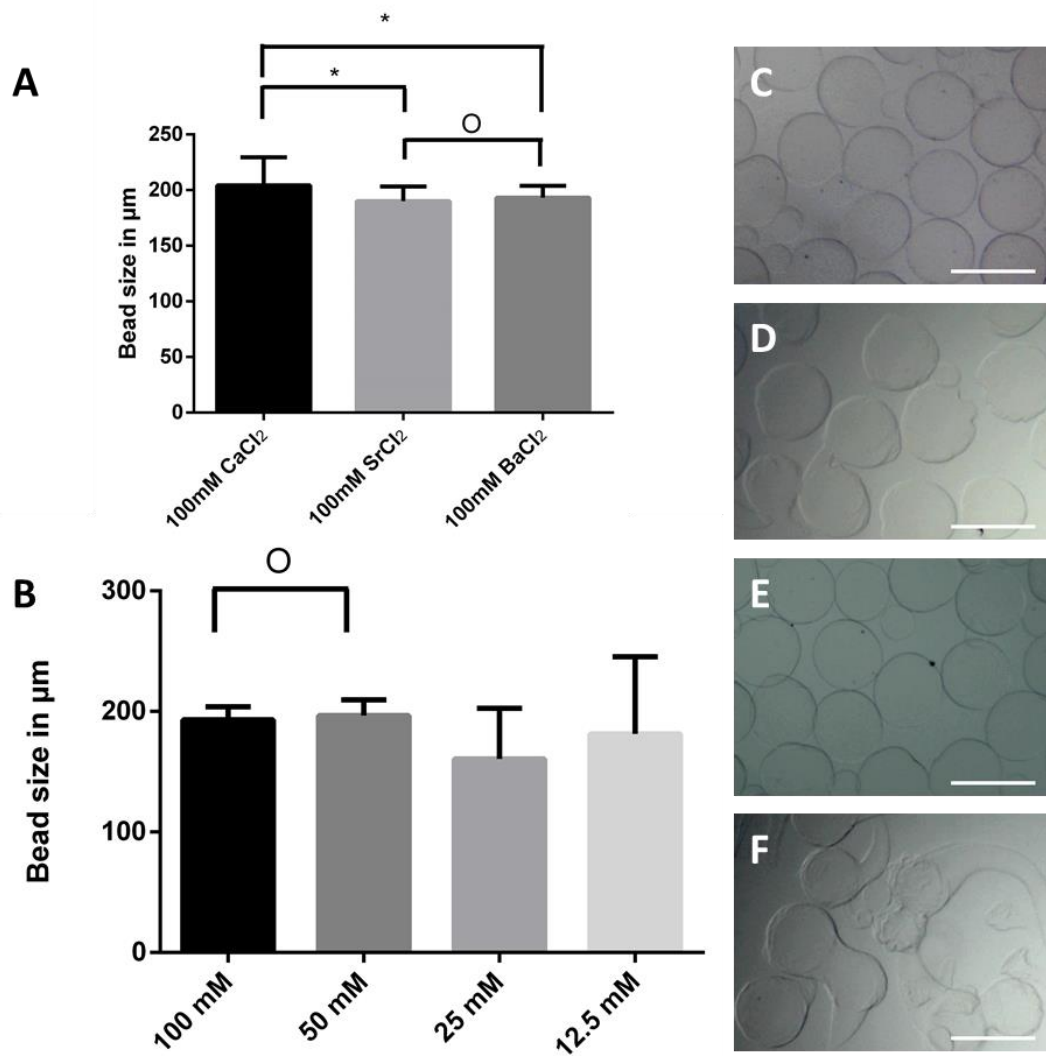 A
*
*
O
Bead size in µm
250
200
150
100
50
0
100mM CaCl₂
100mM SrCl₂
100mM BaCl₂
B
O
Bead size in µm
300
200
100
0
100 mM
50 mM
25 mM
12.5 mM
C
D
E
F